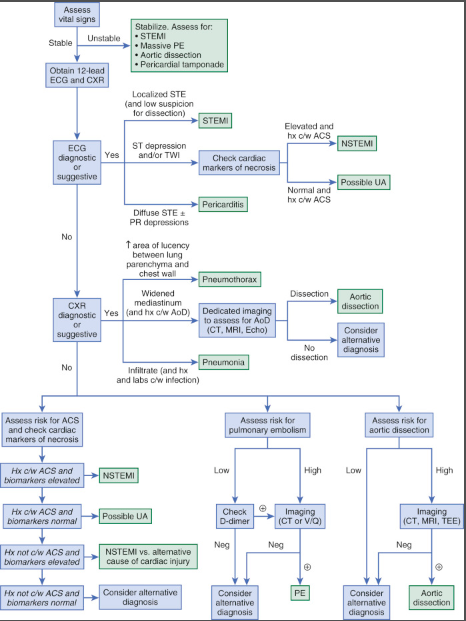 Assess
vital signs
Stable
Unstable
Stabilize. Assess for:
• STEMI
• Massive PE
• Aortic dissection
• Pericardial tamponade
Obtain 12-lead
ECG and CXR
Localized STE
(and low suspicion
for dissection)
STEMI
ECG
diagnostic
or
suggestive
Yes
ST depression
and/or TWI
Check cardiac
markers of necrosis
Elevated and
hx c/w ACS
NSTEMI
Possible UA
Normal and
hx c/w ACS
Pericarditis
Diffuse STE ±
PR depressions
No
↑ area of lucency
between lung
parenchyma and
chest wall
Pneumothorax
CXR
diagnostic
or
suggestive
Yes
Widened
mediastinum
(and hx c/w AoD)
Dedicated imaging
to assess for AoD
(CT, MRI, Echo)
Dissection
Aortic
dissection
No
dissection
Consider
alternative
diagnosis
Pneumonia
Infiltrate (and hx
and labs c/w infection)
No
Assess risk for ACS
and check cardiac
markers of necrosis
Hx c/w ACS and
biomarkers elevated
NSTEMI
Hx c/w ACS and
biomarkers normal
Possible UA
Hx not c/w ACS and
biomarkers elevated
NSTEMI vs. alternative
cause of cardiac injury
Hx not c/w ACS and
biomarkers normal
Consider alternative
diagnosis
Assess risk for
pulmonary embolism
Low
High
Check
D-dimer
⊕
Imaging
(CT or V/Q)
Neg
Neg
⊕
Consider
alternative
diagnosis
PE
Assess risk for
aortic dissection
Low
High
Imaging
(CT, MRI, TEE)
Neg
⊕
Consider
alternative
diagnosis
Aortic
dissection